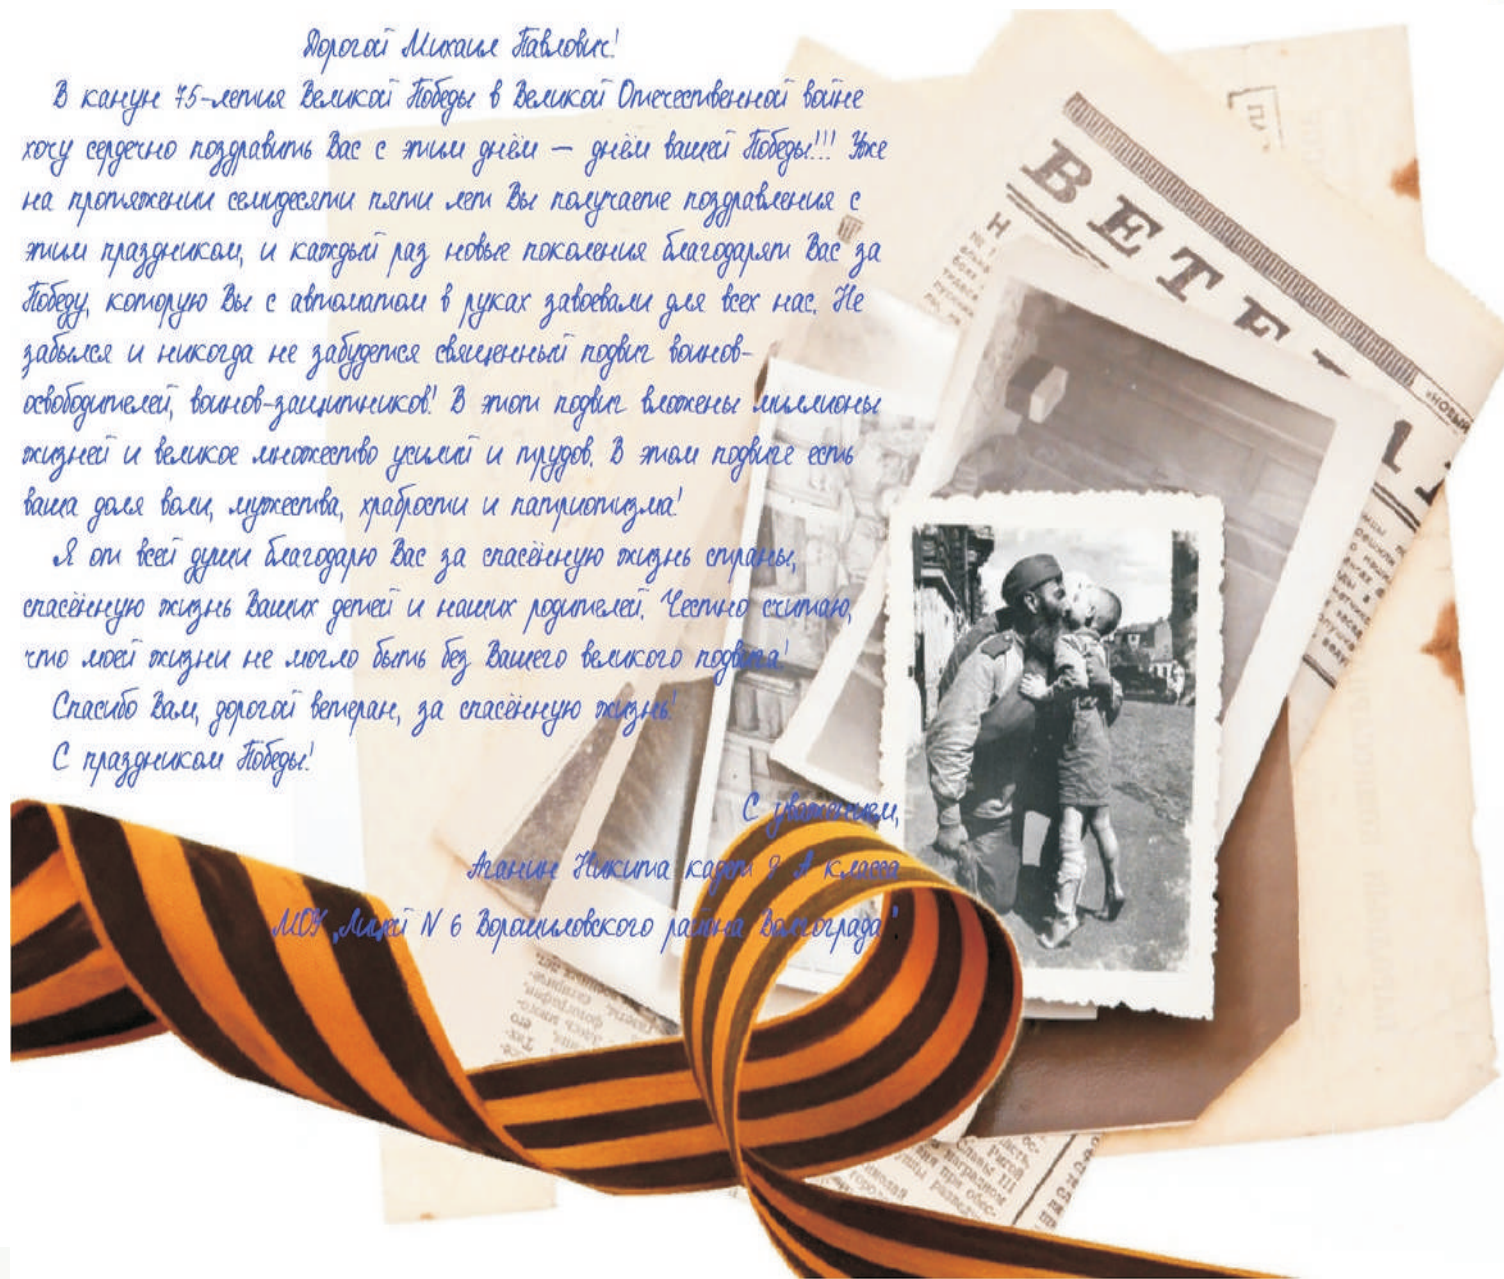 Дорогой Михаил Павлович!
В канун 75-летия Великой Победы в Великой Отечественной войне
хочу сердечно поздравить Вас с этим днём — днём вашей Победы!!! Уже
на протяжении семидесяти пяти лет Вы получаете поздравления с
этим праздником, и каждый раз новые поколения благодарят Вас за
Победу, которую Вы с автоматом в руках завоевали для всех нас. Не
забылся и никогда не забудется священный подвиг воинов-
освободителей, воинов-защитников! В этот подвиг вложены миллионы
жизней и великое множество усилий и трудов. В этом подвиге есть
ваша доля воли, мужества, храбрости и патриотизма!
Я от всей души благодарю Вас за спасённую жизнь страны,
спасённую жизнь Ваших детей и наших родителей. Честно считаю,
что моей жизни не могло быть без Вашего великого подвига!
Спасибо Вам, дорогой ветеран, за спасённую жизнь!
С праздником Победы!
С уважением,
Аганин Никита кадет 8 А класса
МОУ „Лицей N 6 Ворошиловского района Волгограда".
ВЕТЕ
«НОВЫЙ